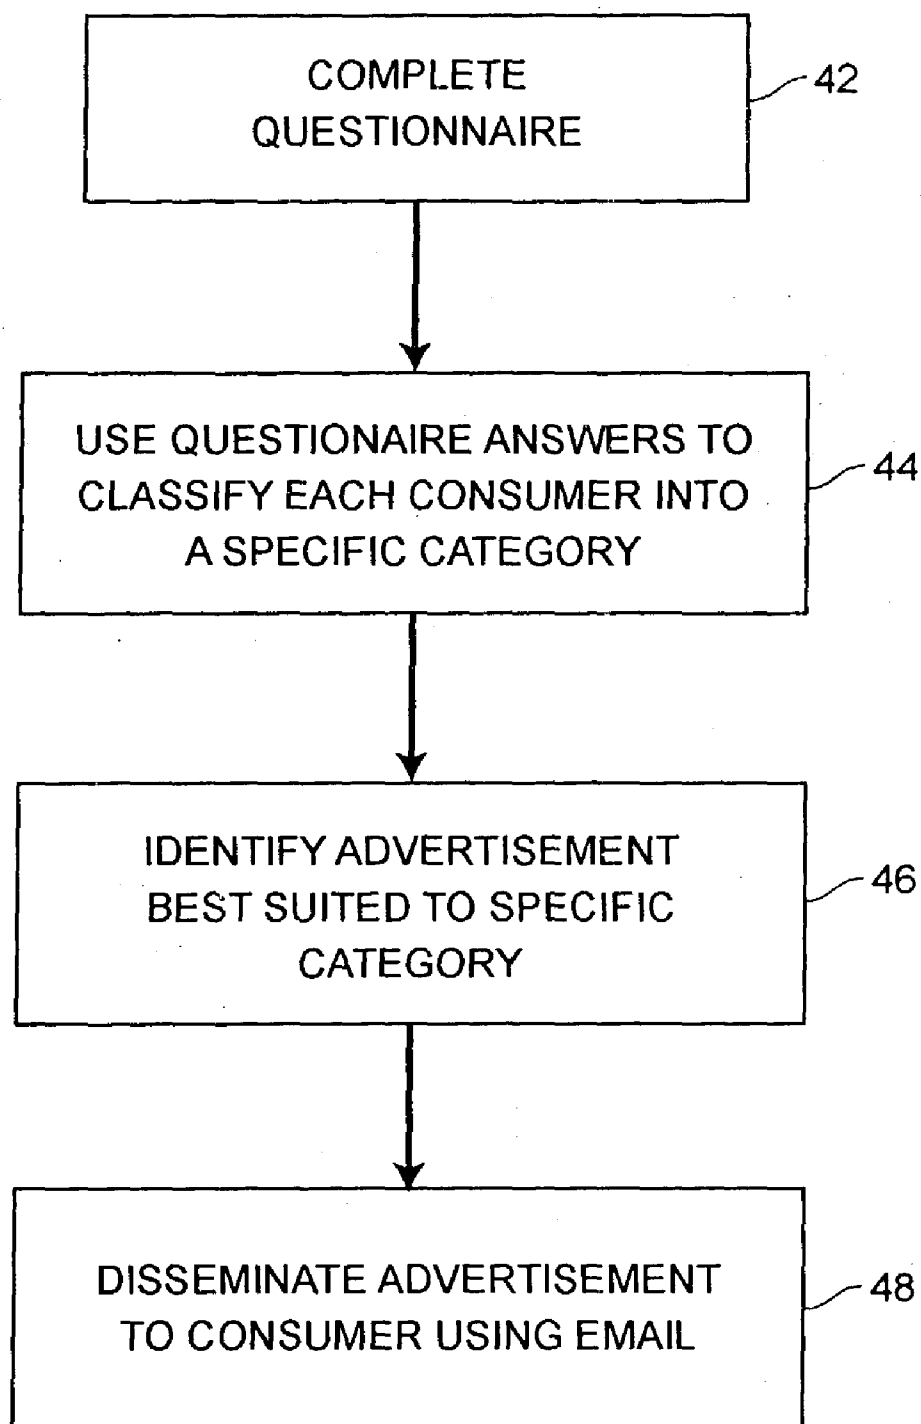 COMPLETE
QUESTIONNAIRE
42
USE QUESTIONAIRE ANSWERS TO
CLASSIFY EACH CONSUMER INTO
A SPECIFIC CATEGORY
44
IDENTIFY ADVERTISEMENT
BEST SUITED TO SPECIFIC
CATEGORY
46
DISSEMINATE ADVERTISEMENT
TO CONSUMER USING EMAIL
48